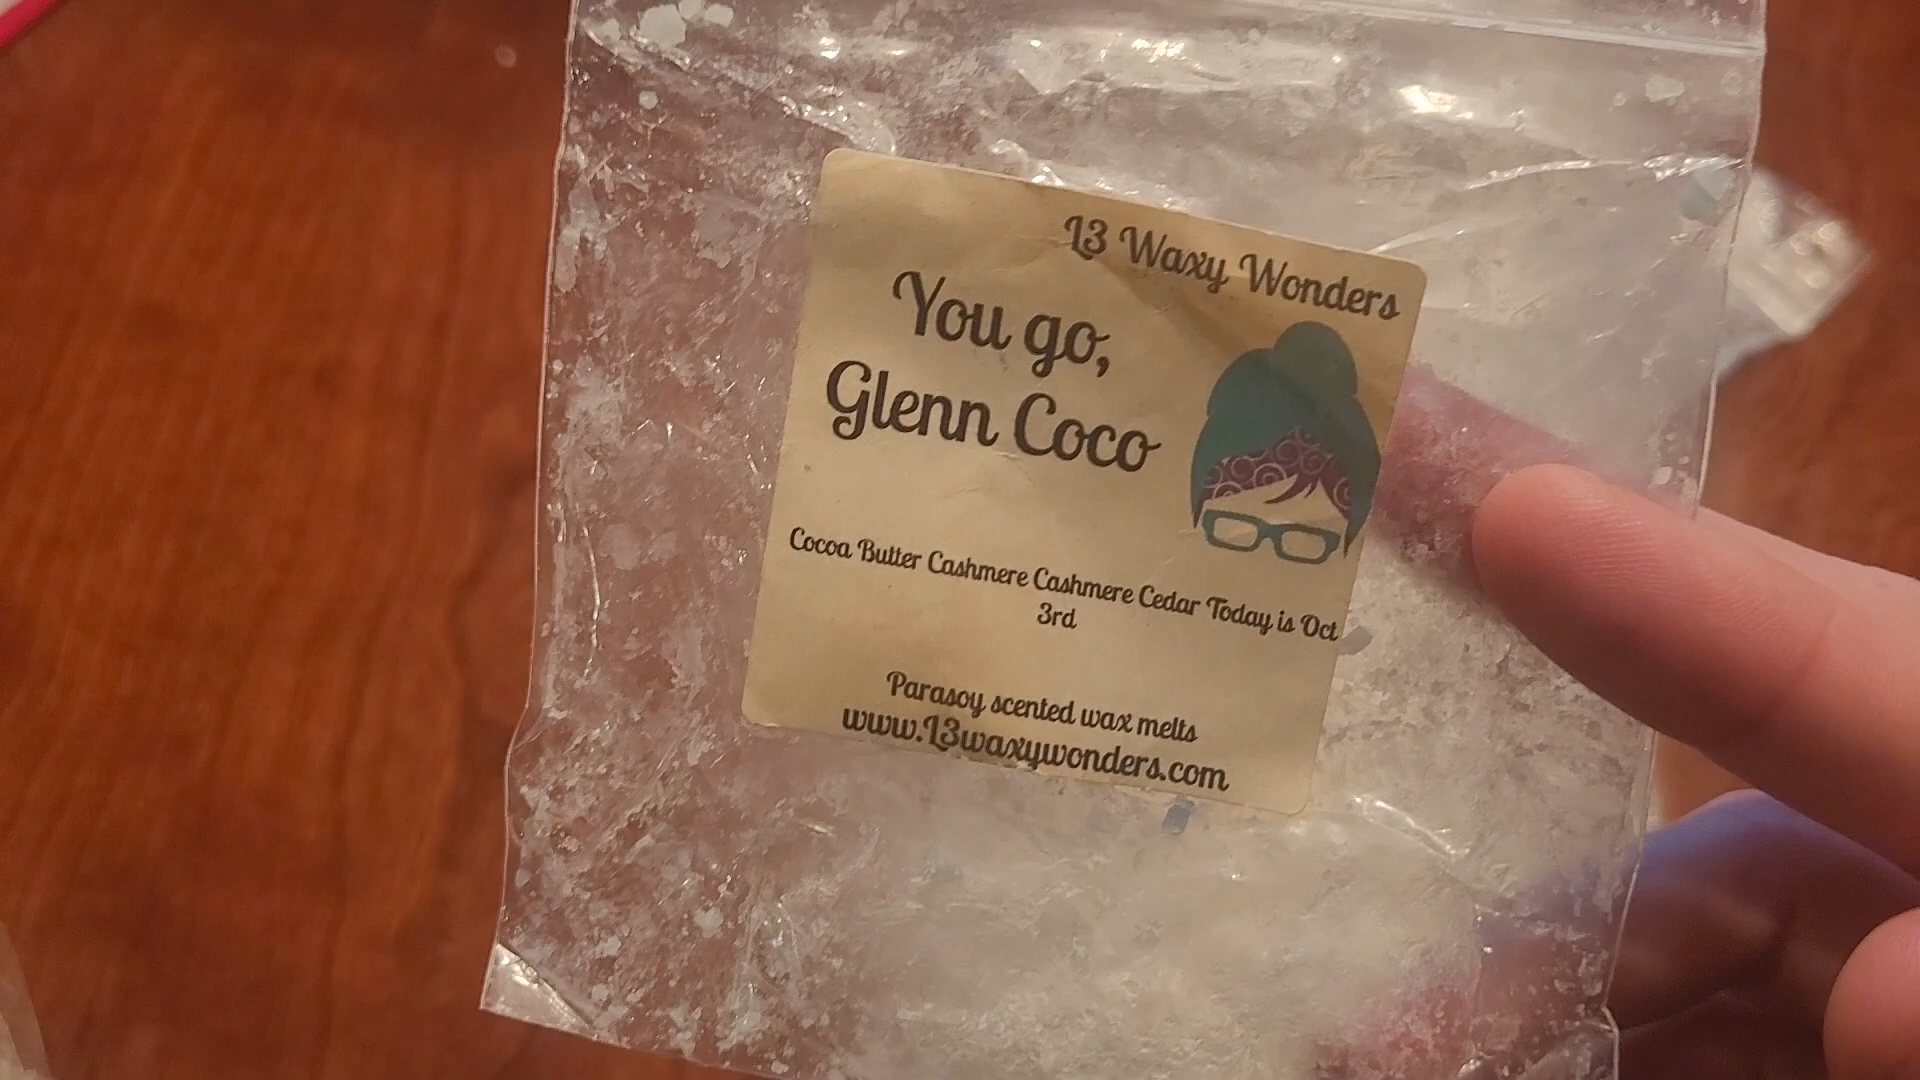 L3 Waxy Wonders
You go,
Glenn Coco
Cocoa Butter Cashmere Cashmere Cedar Today is Oct
3rd
Parasoy scented wax melts
www.L3waxywonders.com